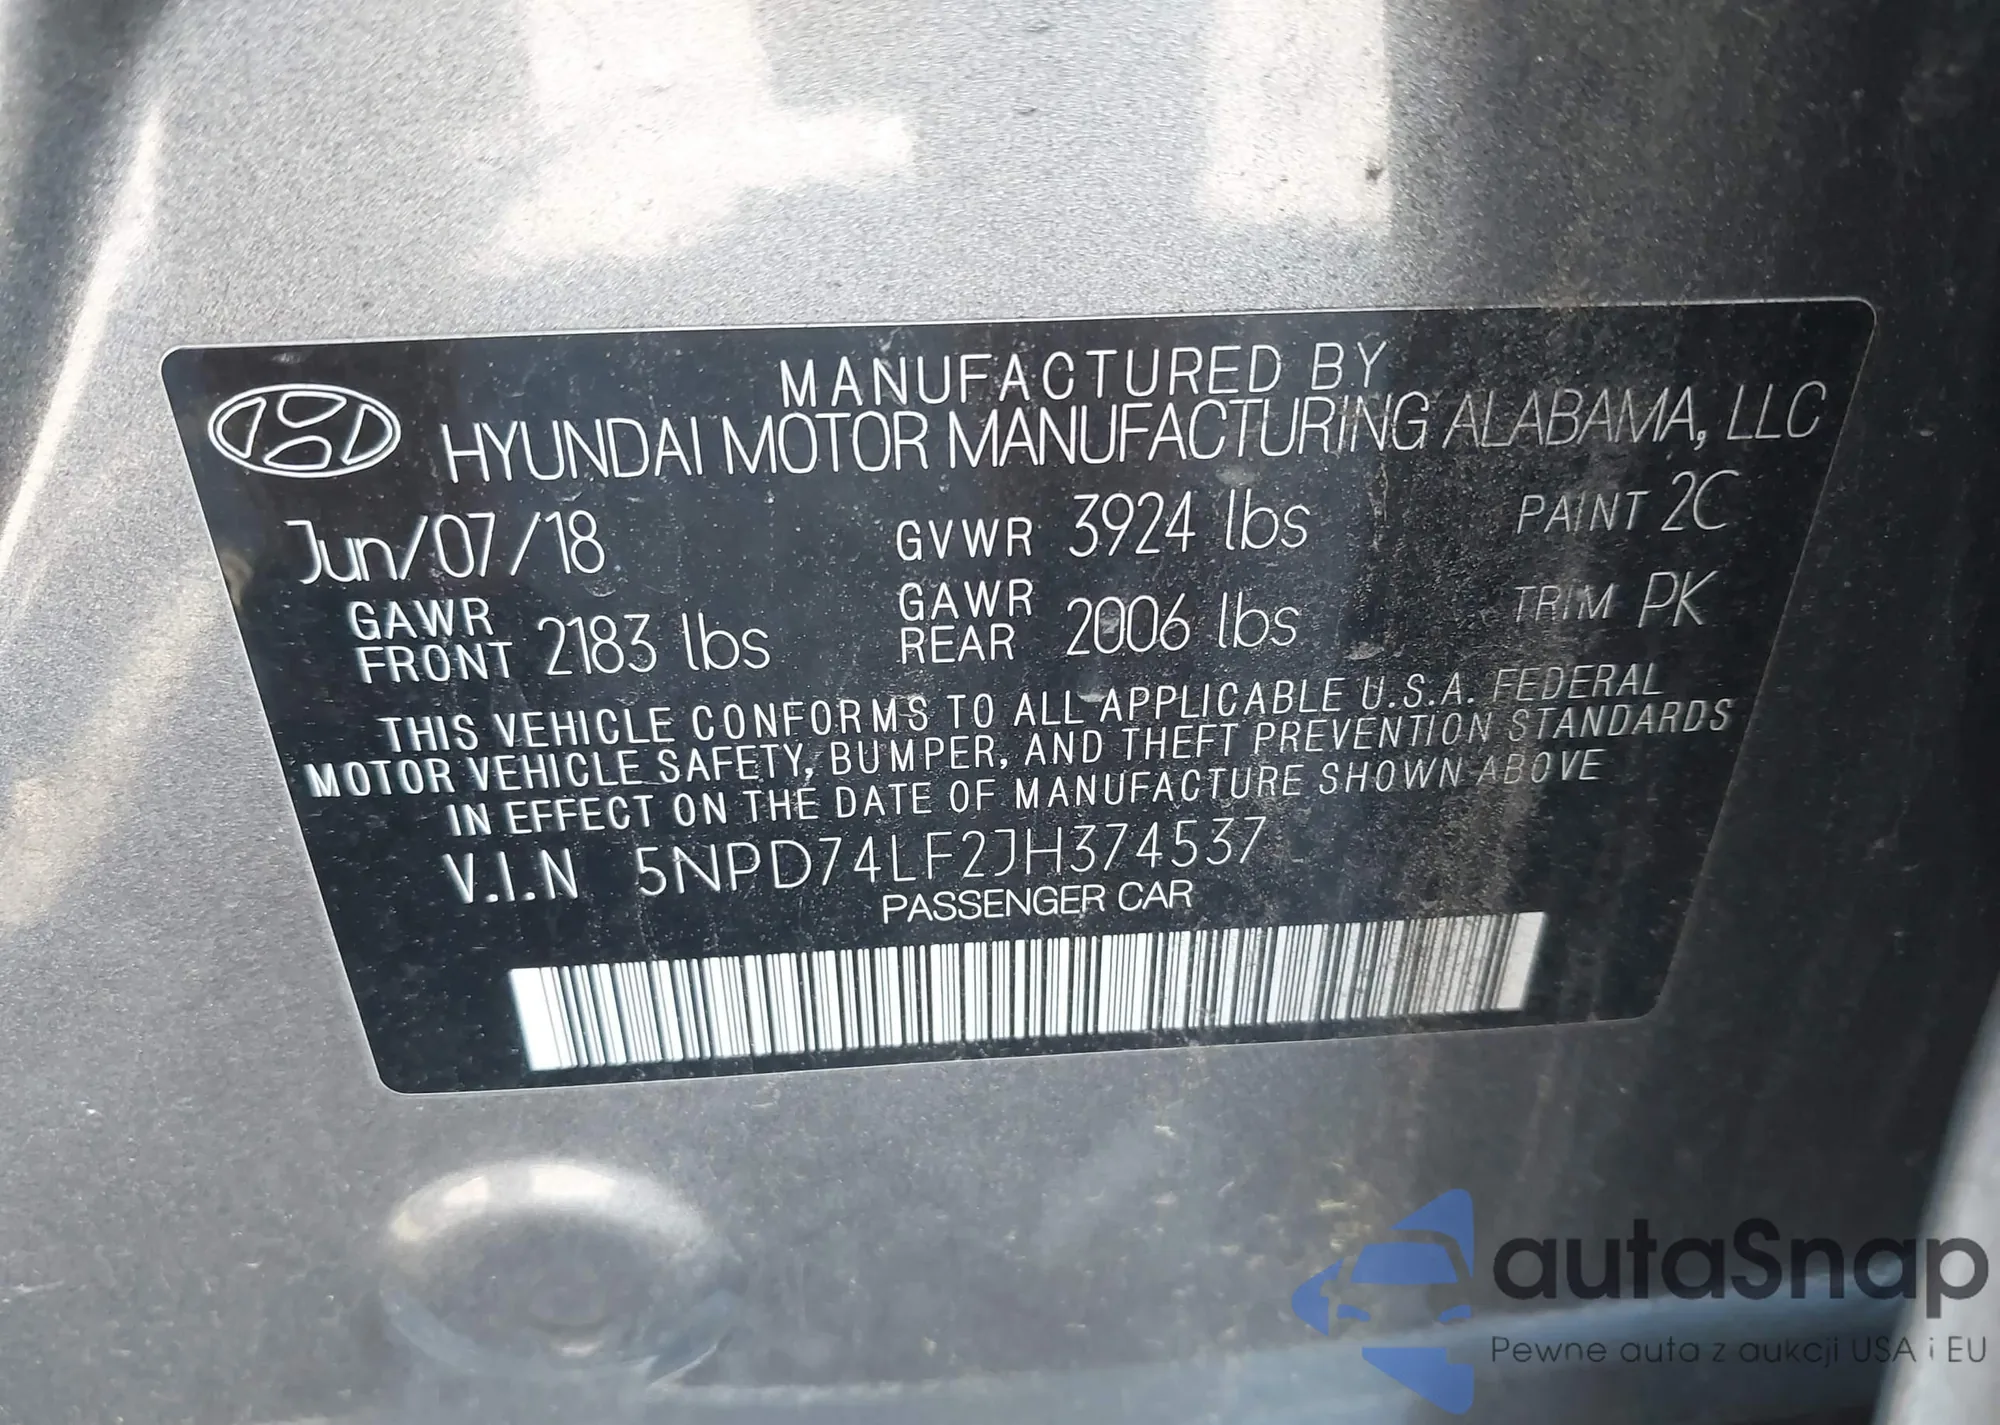 MANUFACTURED BY
HYUNDAI MOTOR MANUFACTURING ALABAMA, LLC
Jun/07/18 GVWR 3924 lbs PAINT 2C
GAWR FRONT 2183 lbs GAWR REAR 2006 lbs TRIM PK
THIS VEHICLE CONFORMS TO ALL APPLICABLE U.S.A. FEDERAL
MOTOR VEHICLE SAFETY, BUMPER, AND THEFT PREVENTION STANDARDS
IN EFFECT ON THE DATE OF MANUFACTURE SHOWN ABOVE
V.I.N 5NPD74LF2JH374537
PASSENGER CAR
autaSnap
Pewne auta z aukcji USA i EU